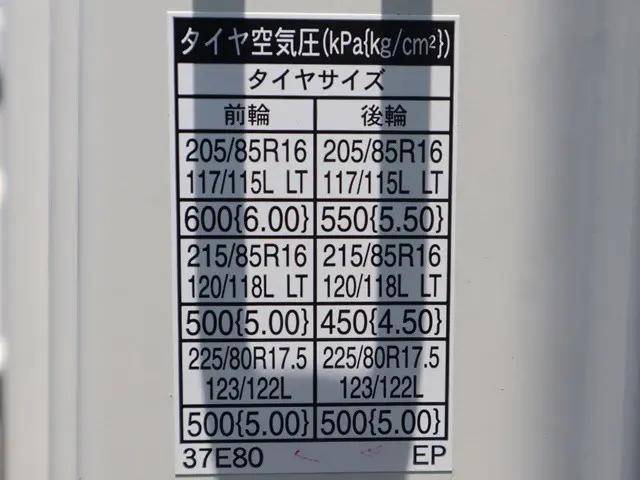 タイヤ空気圧(kPa{kg/cm²})
タイヤサイズ
前輪 後輪
205/85R16 205/85R16
117/115L LT 117/115L LT
600{6.00} 550{5.50}
215/85R16 215/85R16
120/118L LT 120/118L LT
500{5.00} 450{4.50}
225/80R17.5 225/80R17.5
123/122L 123/122L
500{5.00} 500{5.00}
37E80 EP